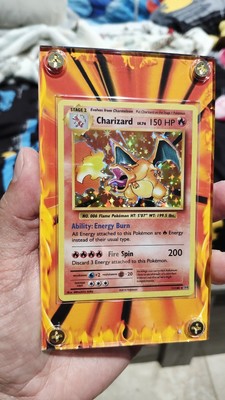 STAGE 2
Evolves from Charmeleon
Charizard LV.76 150 HP
NO. 006 Flame Pokémon HT: 5'07" WT: 199.5 lbs.
Ability: Energy Burn
All Energy attached to this Pokémon are
instead of their usual type.
Fire Spin 200
Discard 3 Energy attached to this Pokémon.